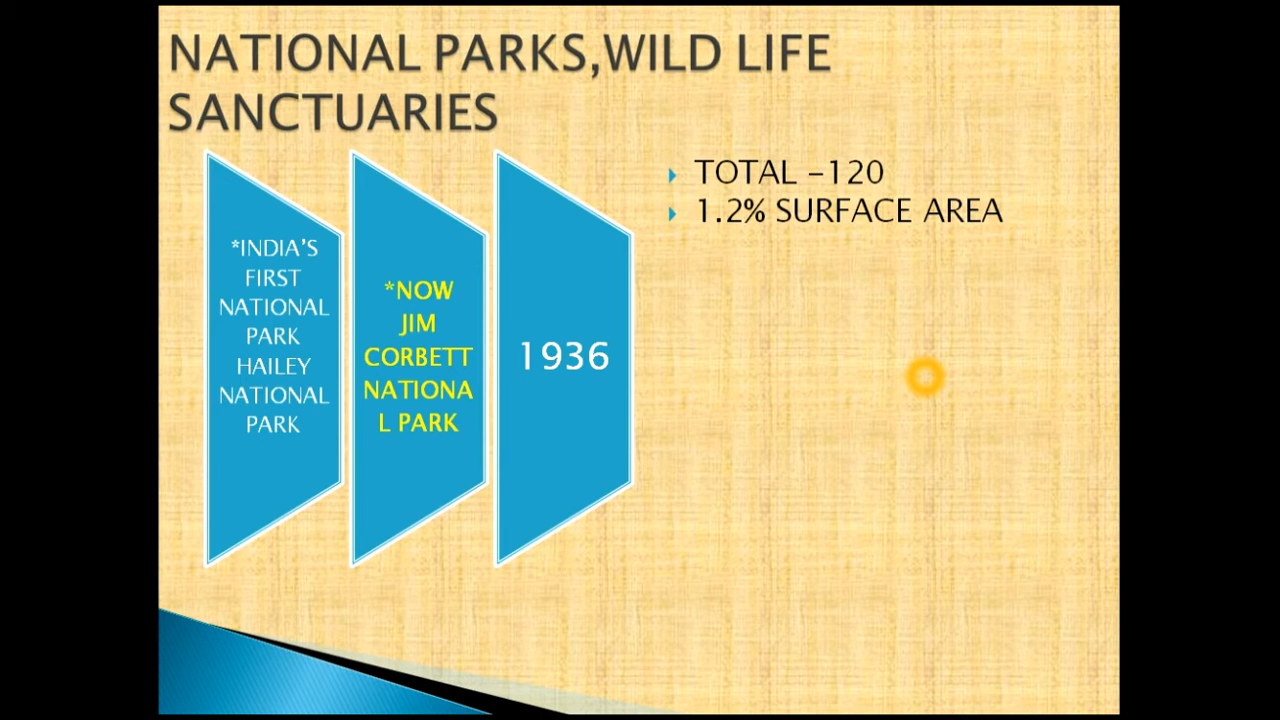 NATIONAL PARKS,WILD LIFE
SANCTUARIES
*INDIA’S
FIRST
NATIONAL
PARK
HAILEY
NATIONAL
PARK
*NOW
JIM
CORBETT
NATIONA
L PARK
1936
TOTAL –120
1.2% SURFACE AREA